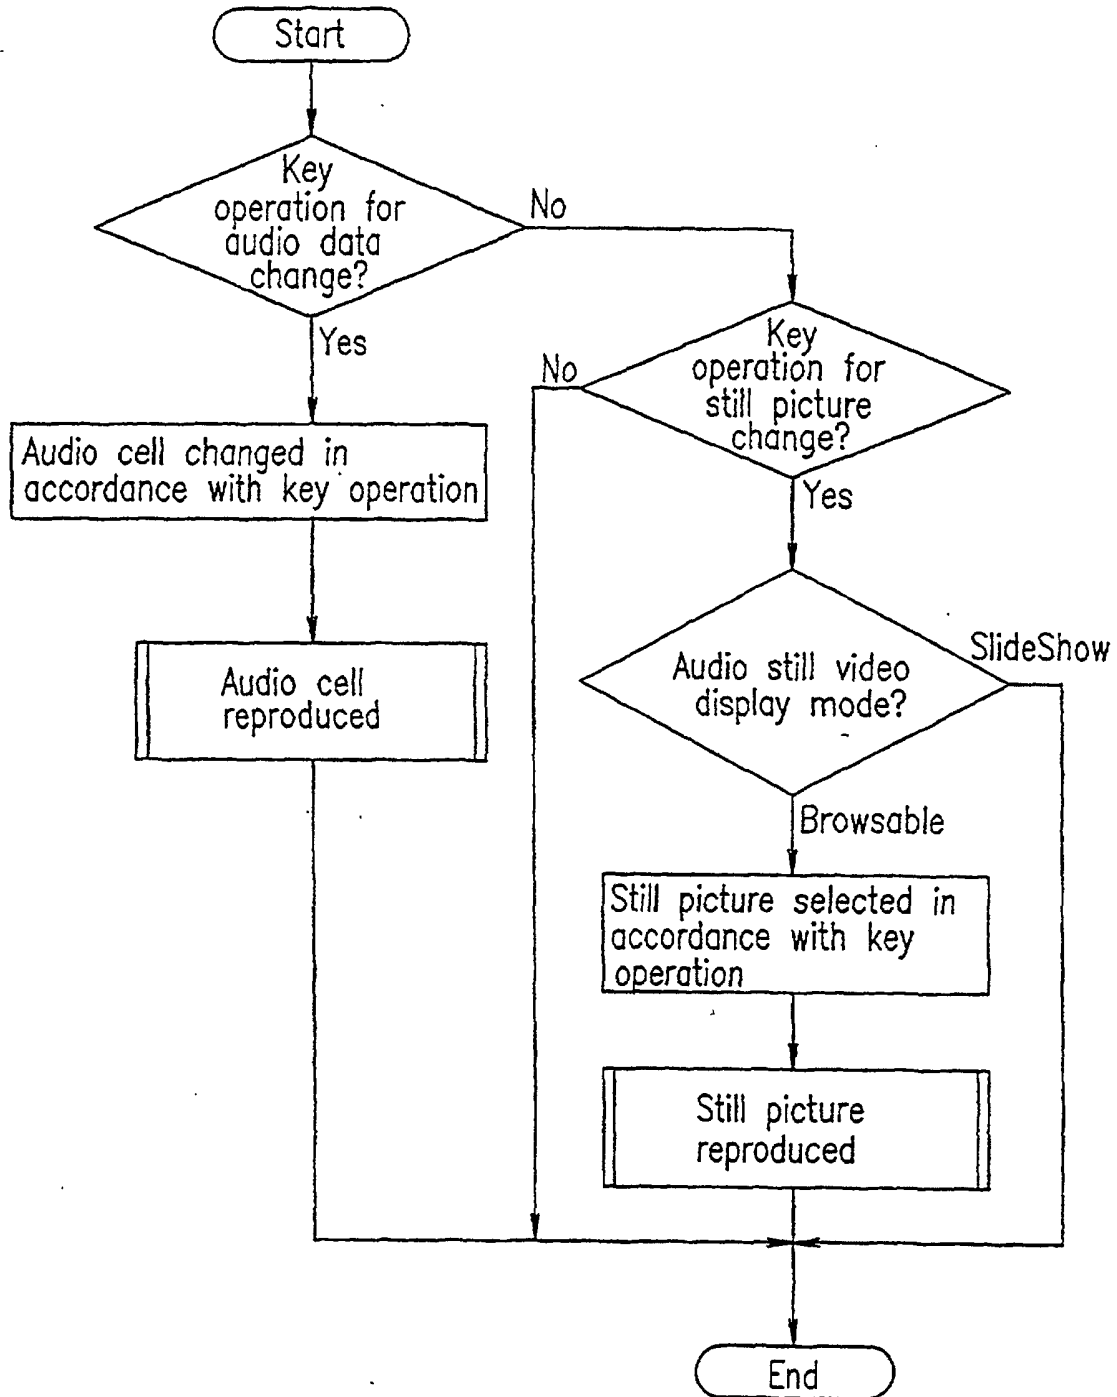 Start
Key
operation for
audio data
change?
No
Yes
Key
operation for
still picture
change?
No
Yes
Audio cell changed in
accordance with key operation
Audio cell
reproduced
Audio still video
display mode?
SlideShow
Browsable
Still picture selected in
accordance with key
operation
Still picture
reproduced
End